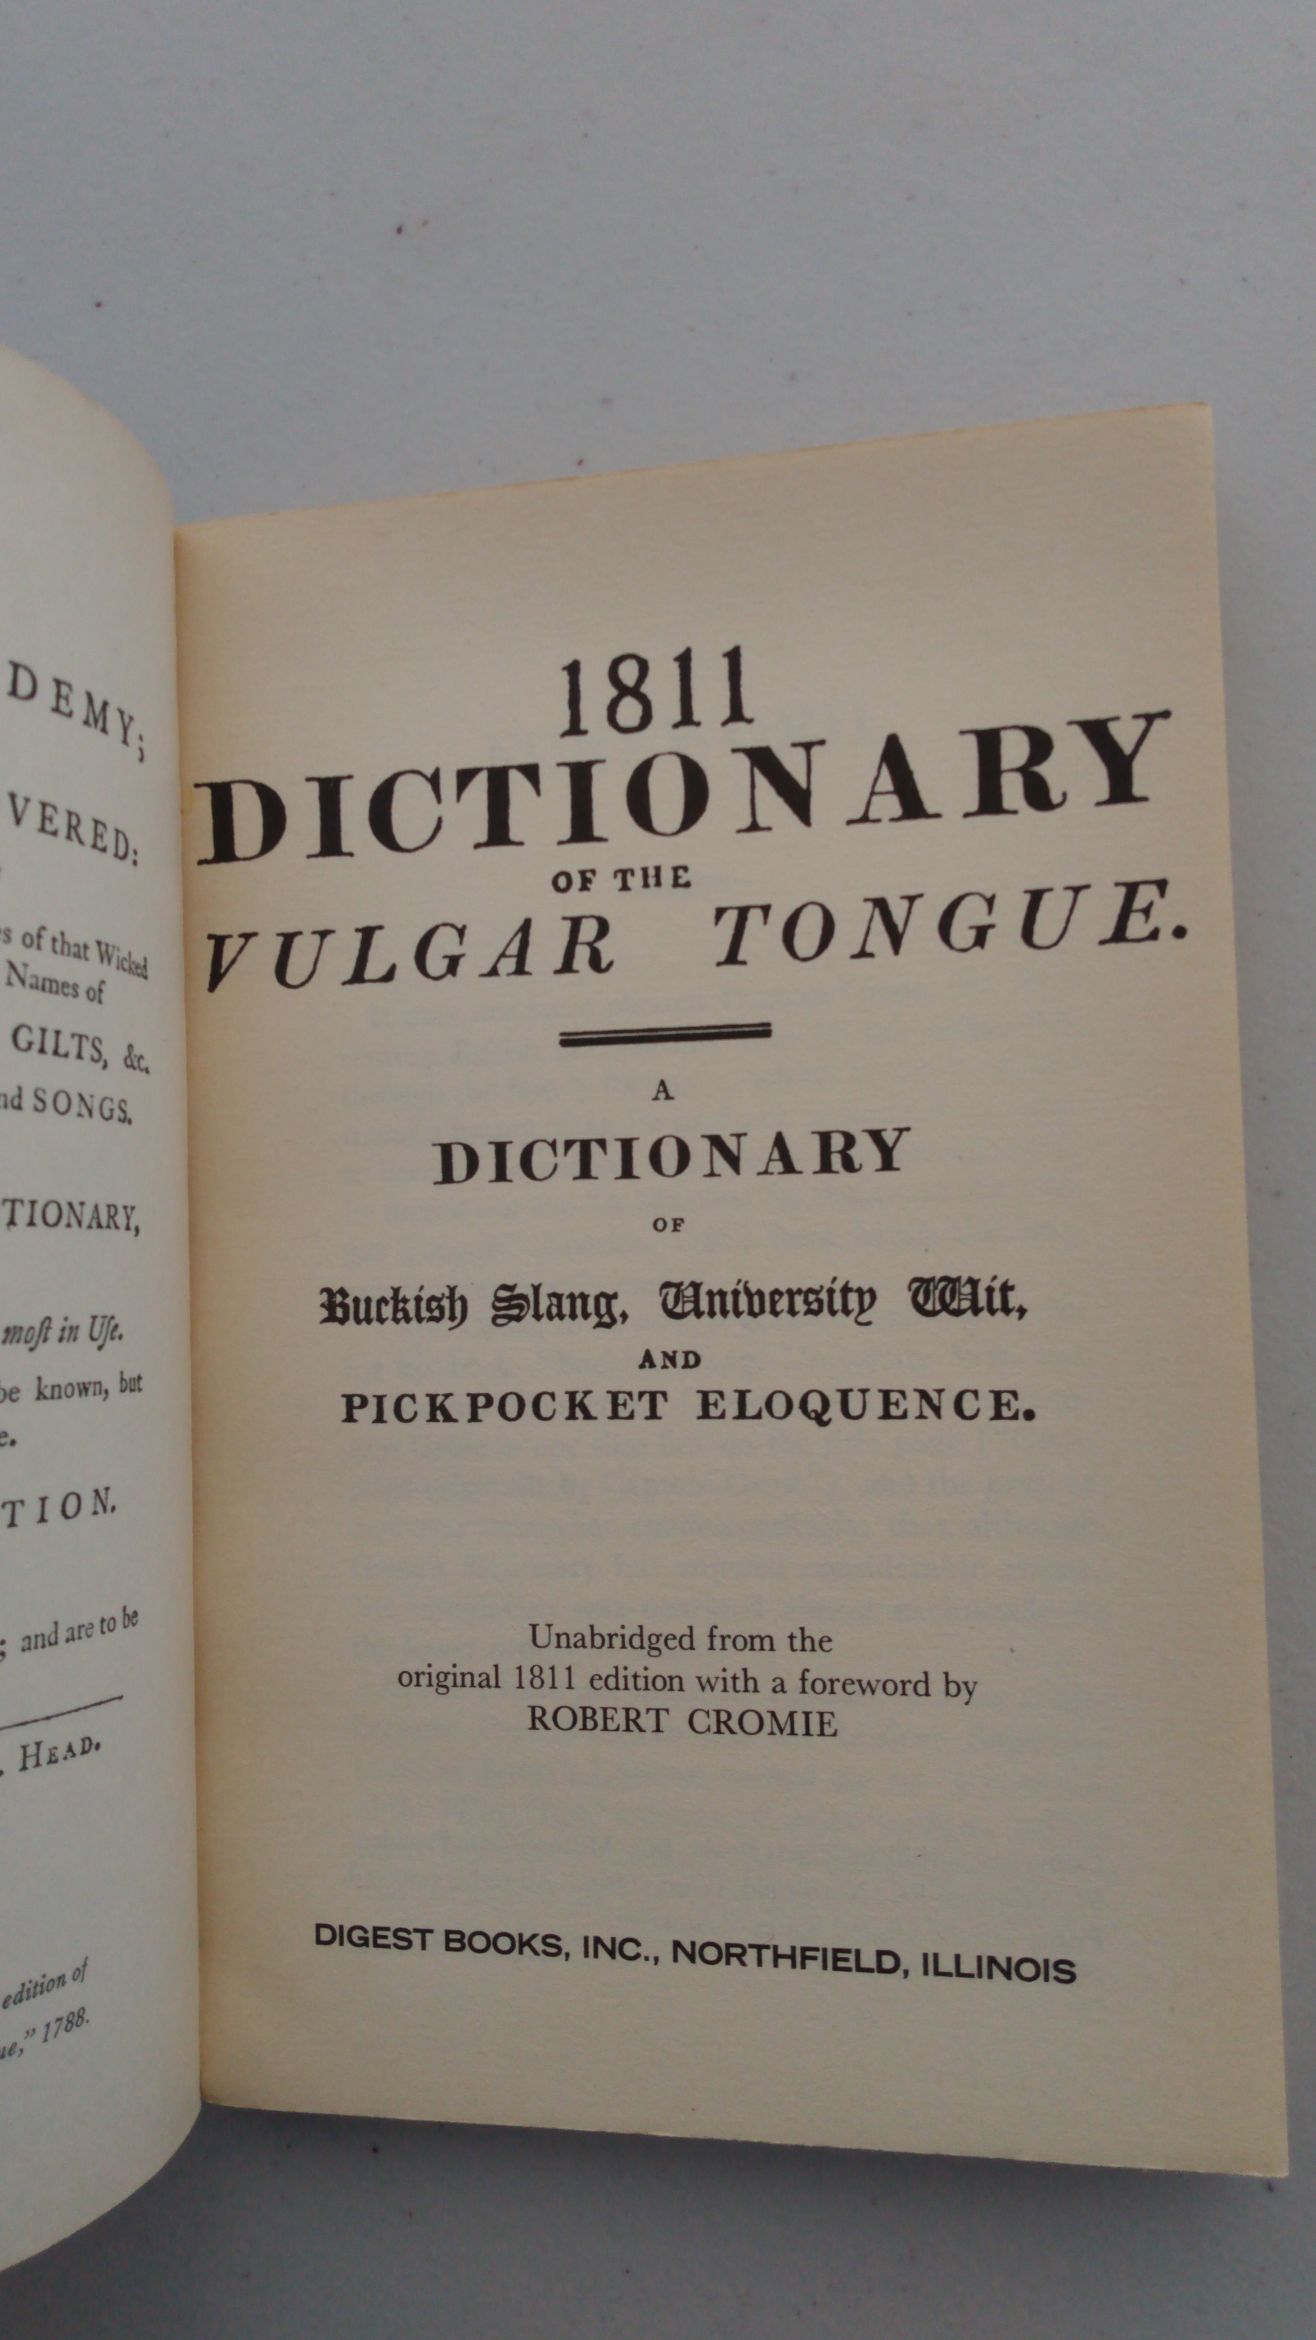 DEMY;
VERED:
of that Wicked
Names of
GILTS, &c.
SONGS.
TIONARY,
moſt in Uſe.
be known, but
TION.
; and are to be
HEAD.
edition of
1788.
1811
DICTIONARY
OF THE
VULGAR TONGUE.
A
DICTIONARY
OF
Buckish Slang, University Wit,
AND
PICKPOCKET ELOQUENCE.
Unabridged from the
original 1811 edition with a foreword by
ROBERT CROMIE
DIGEST BOOKS, INC., NORTHFIELD, ILLINOIS